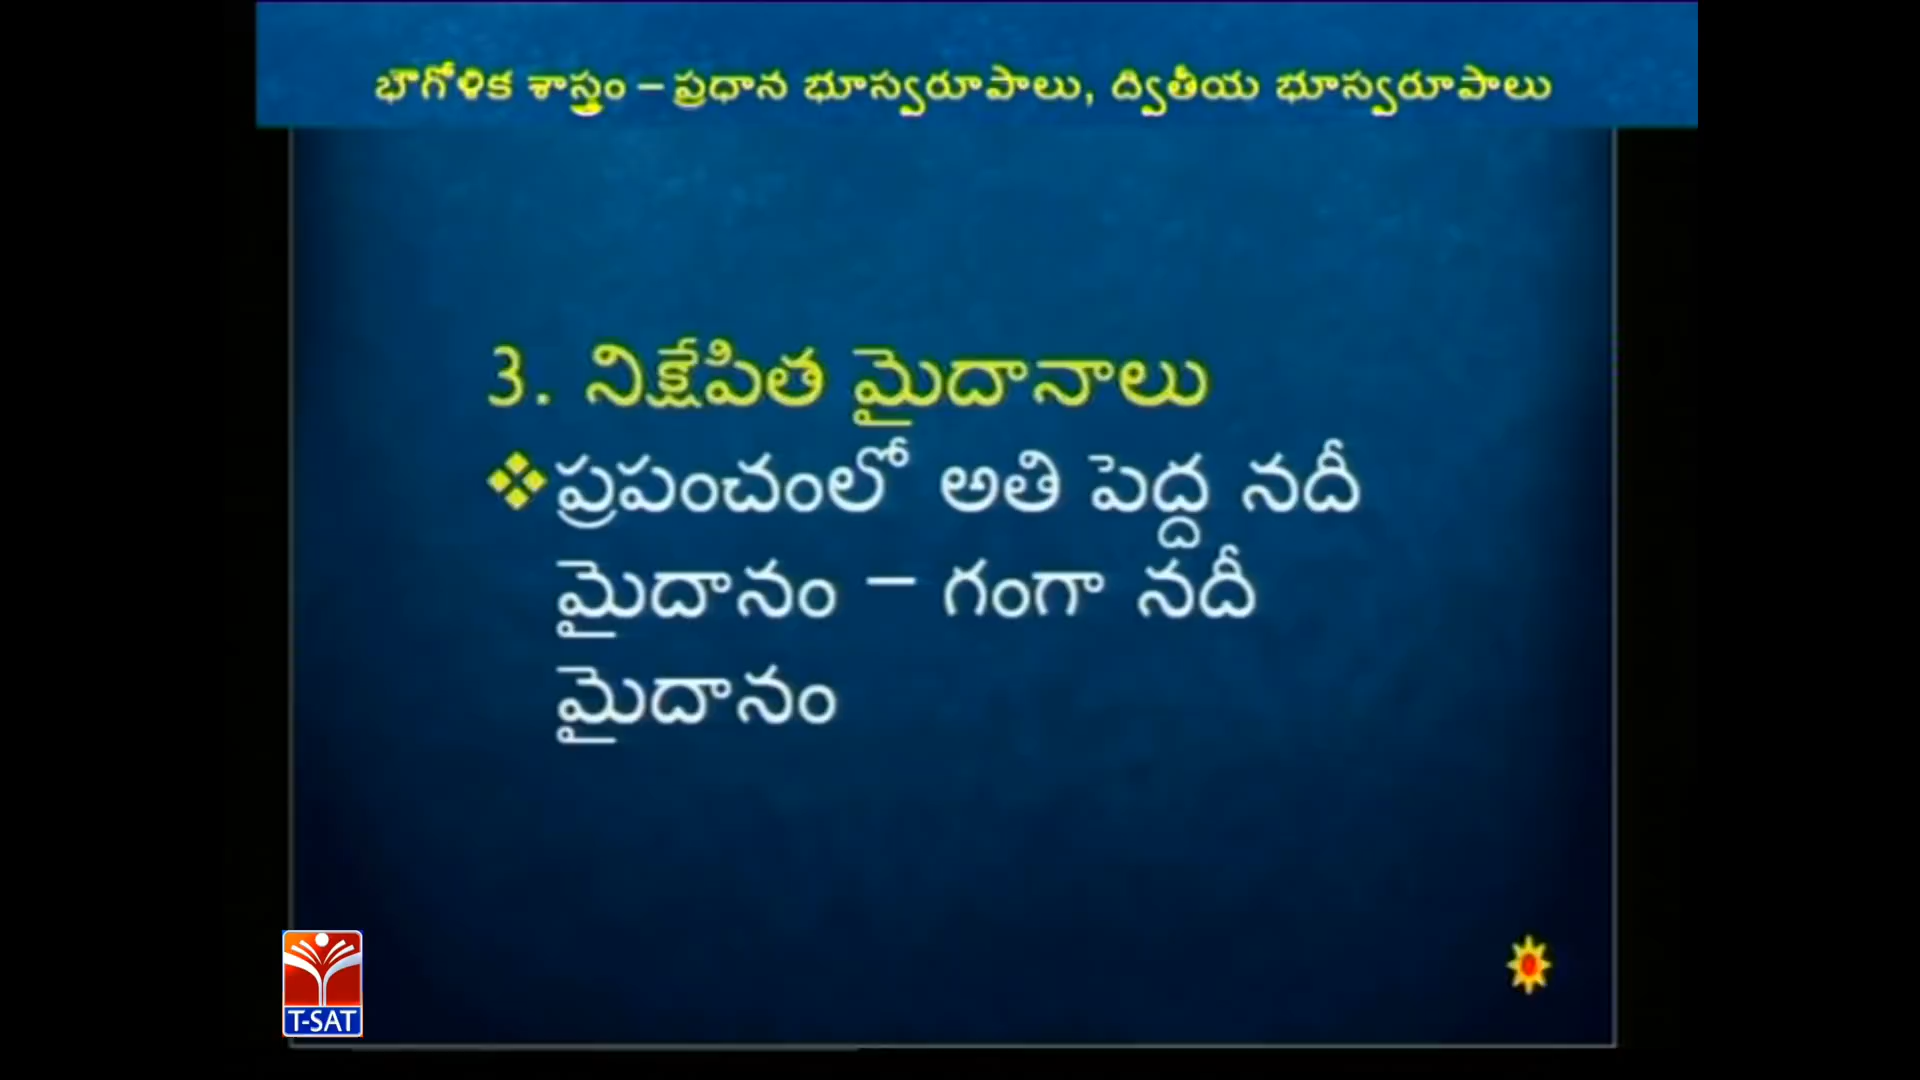 భౌగోళిక శాస్త్రం – ప్రధాన భూస్వరూపాలు, ద్వితీయ భూస్వరూపాలు
3. నిక్షేపిత మైదానాలు
❖ప్రపంచంలో అతి పెద్ద నదీ
మైదానం – గంగా నదీ
మైదానం
T-SAT